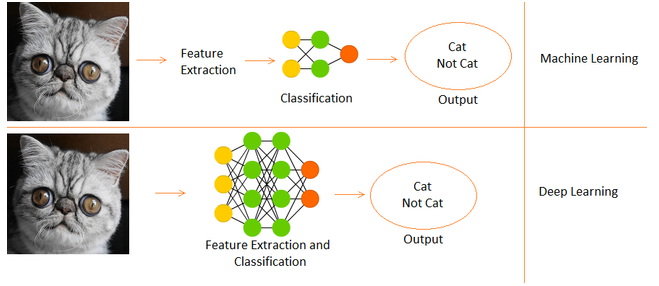 Feature
Extraction
Classification
Cat
Not Cat
Output
Machine Learning
Feature Extraction and
Classification
Cat
Not Cat
Output
Deep Learning